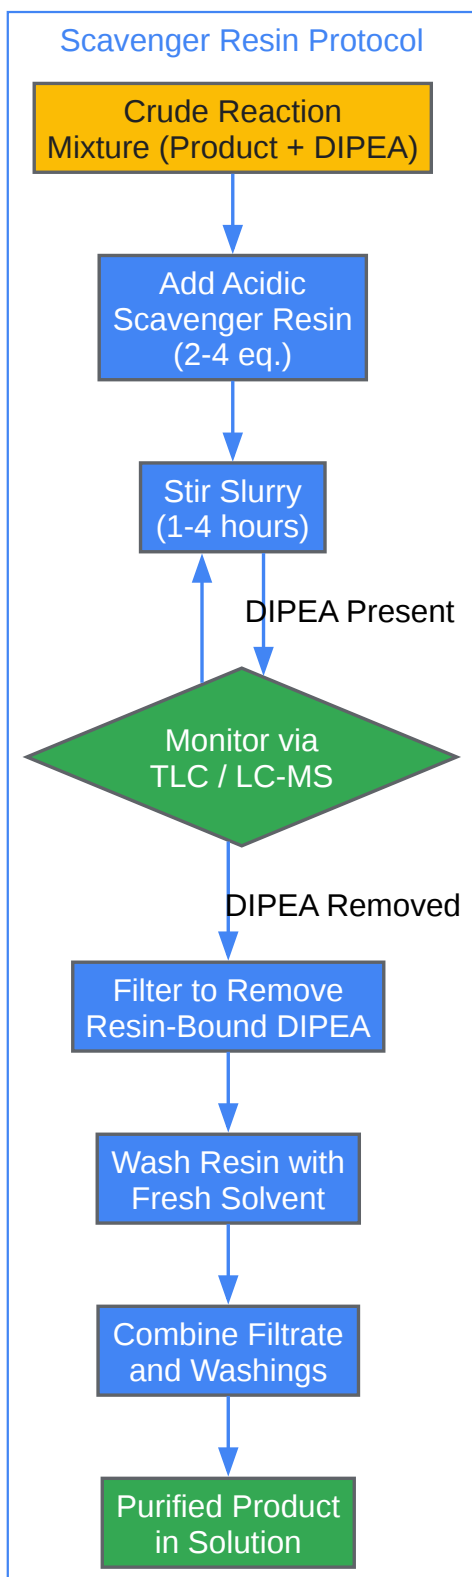 Scavenger Resin Protocol
Crude Reaction
Mixture (Product + DIPEA)
Add Acidic
Scavenger Resin
(2-4 eq.)
Stir Slurry
(1-4 hours)
DIPEA Present
Monitor via
TLC / LC-MS
DIPEA Removed
Filter to Remove
Resin-Bound DIPEA
Wash Resin with
Fresh Solvent
Combine Filtrate
and Washings
Purified Product
in Solution